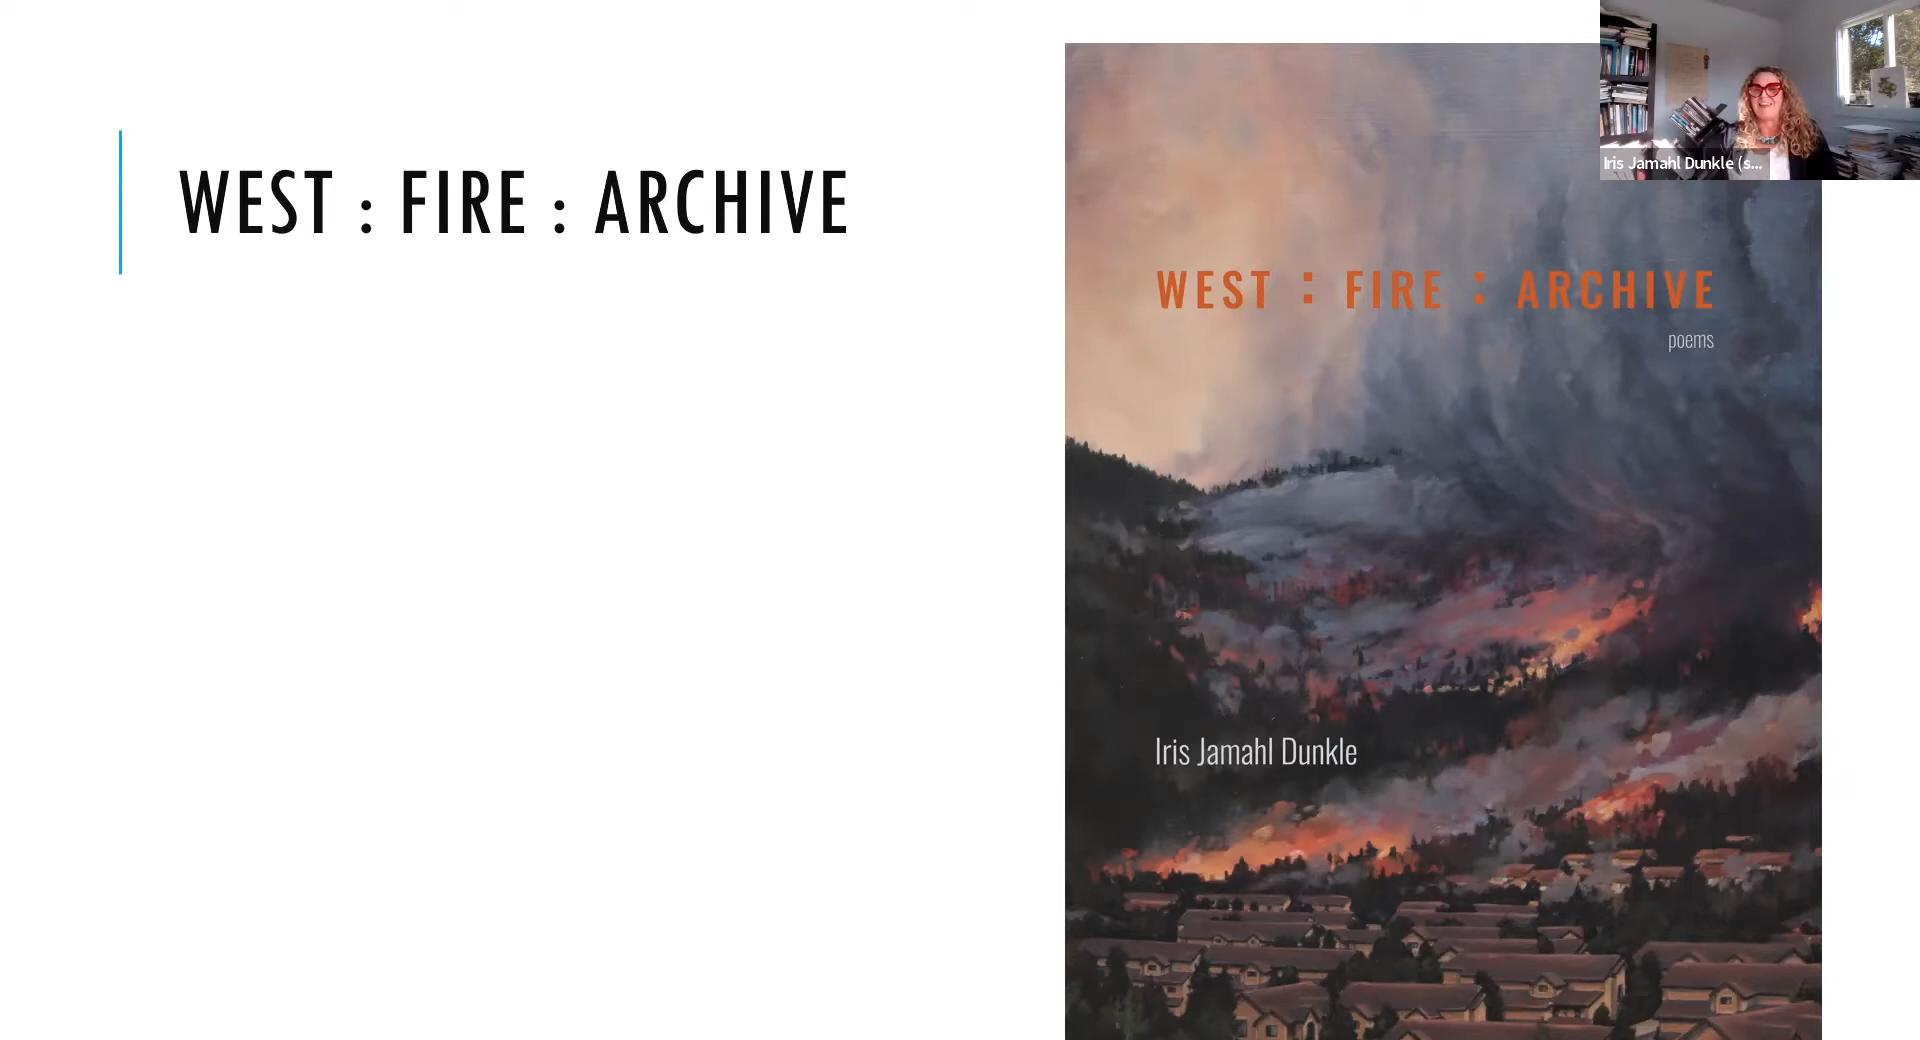 WEST : FIRE : ARCHIVE
WEST : FIRE : ARCHIVE
poems
Iris Jamahl Dunkle
Iris Jamahl Dunkle (s...